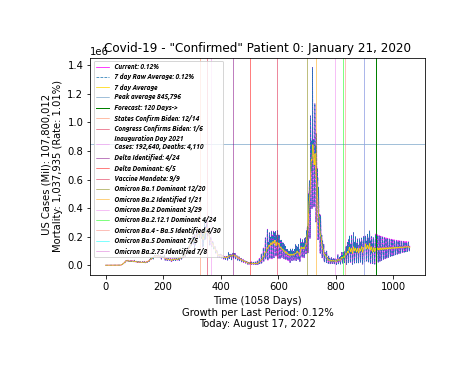 Covid-19 - "Confirmed" Patient 0: January 21, 2020
1e6
1.4
1.2
1.0
0.8
0.6
0.4
0.2
0.0
US Cases (Mil): 107,800,012
Mortality: 1,037,935 (Rate: 1.01%)
Current: 0.12%
7 day Raw Average: 0.12%
7 day Average
Peak average 845,796
Forecast: 120 Days->
States Confirms Biden: 12/14
Congress Confirms Biden: 1/6
Inauguration Day 2021
Cases: 192,640, Deaths: 4,110
Delta Identified: 4/24
Delta Dominant: 6/5
Vaccine Mandate: 9/9
Omicron Ba.1 Dominant 12/20
Omicron Ba.2 Identified 1/21
Omicron Ba.2 Dominant 3/29
Omicron Ba.2.12.1 Dominant 4/24
Omicron Ba.4 - Ba.5 Identified 4/30
Omicron Ba.5 Dominant 7/5
Omicron Ba.2.75 Identified 7/8
0 200 400 600 800 1000
Time (1058 Days)
Growth per Last Period: 0.12%
Today: August 17, 2022